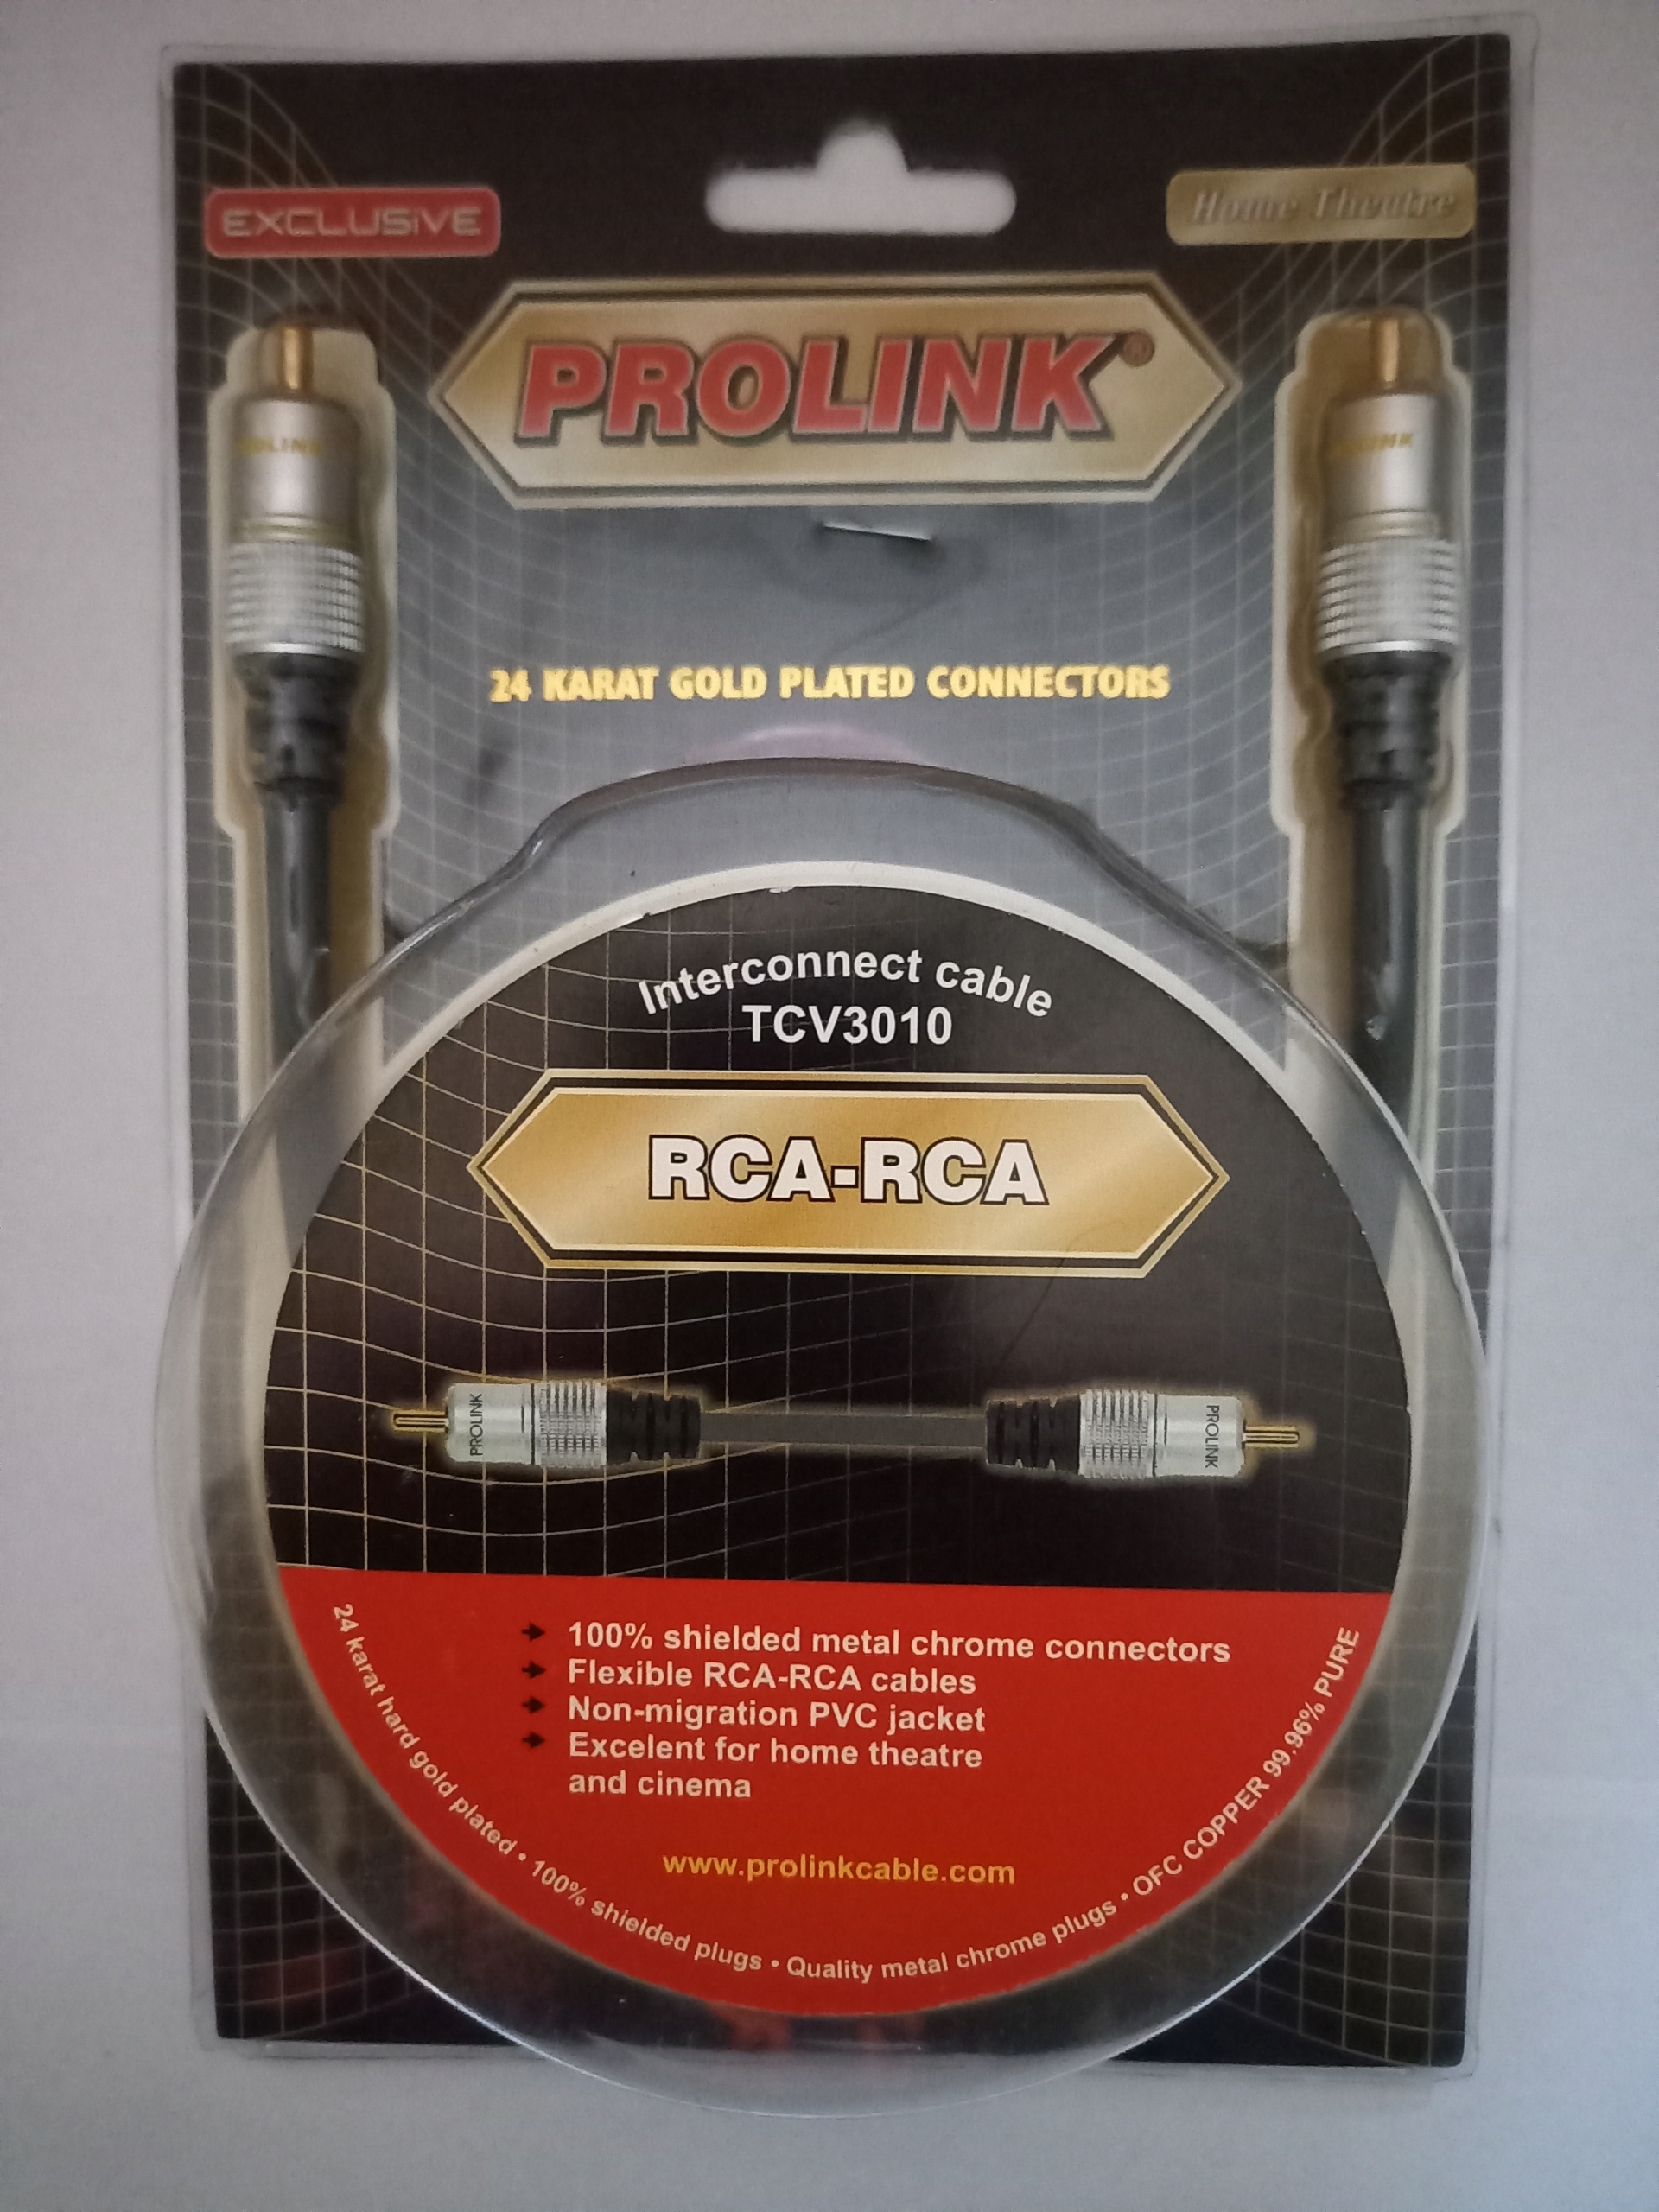 EXCLUSiVE
Home Theatre
PROLINK®
PROLINK
24 KARAT GOLD PLATED CONNECTORS
Interconnect cable
TCV3010
RCA-RCA
PROLINK
PROLINK
100% shielded metal chrome connectors
Flexible RCA-RCA cables
Non-migration PVC jacket
Excelent for home theatre
and cinema
www.prolinkcable.com
24 karat hard gold plated • 100% shielded plugs • Quality metal chrome plugs • OFC COPPER 99.96% PURE